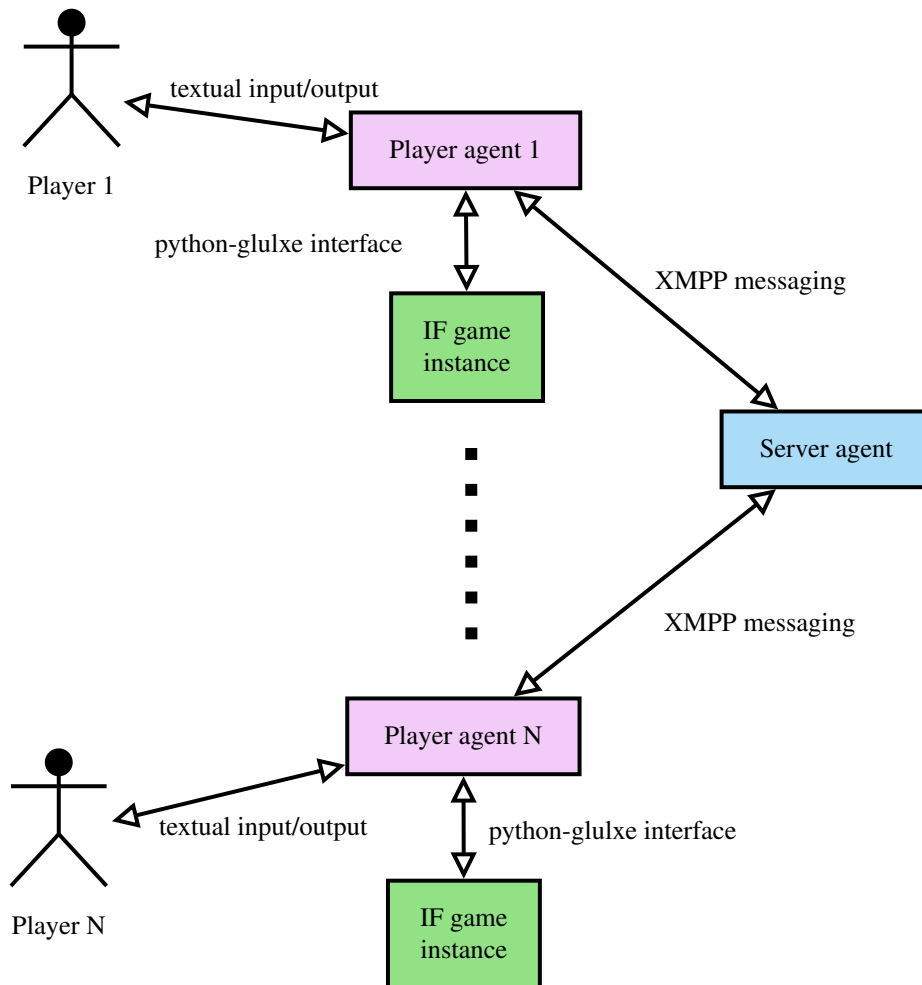 textual input/output
Player agent 1
Player 1
python-glulxe interface
XMPP messaging
IF game
instance
Server agent
XMPP messaging
Player agent N
textual input/output
python-glulxe interface
Player N
IF game
instance